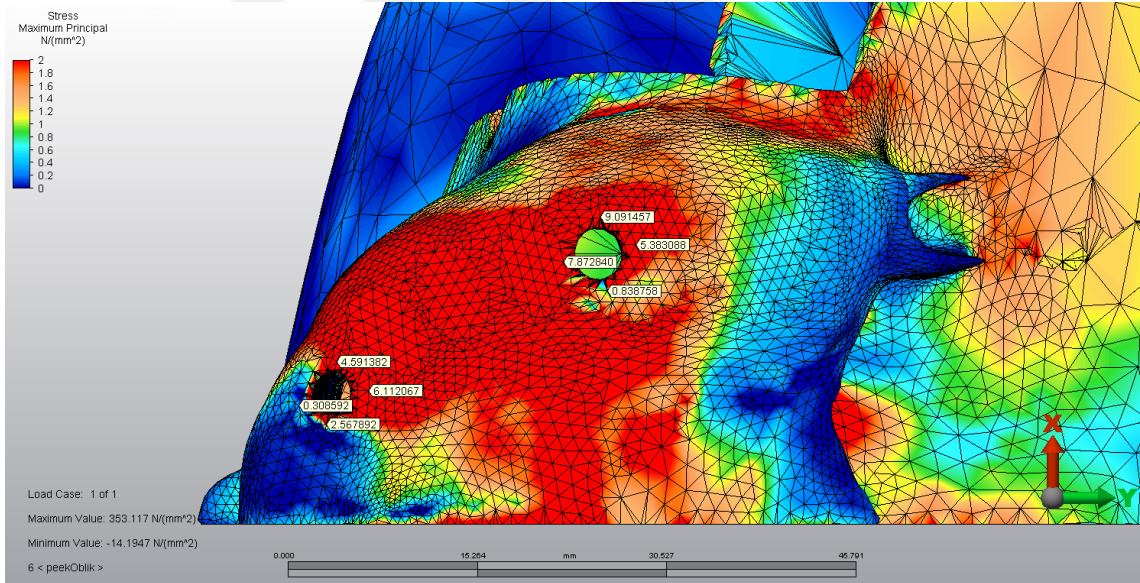 Stress
Maximum Principal
N/(mm^2)
2
1.8
1.6
1.4
1.2
1
0.8
0.6
0.4
0.2
0
9.091457
5.383088
7.872840
0.838758
4.591382
6.112067
0.308592
2.567892
X
Y
Load Case: 1 of 1
Maximum Value: 353.117 N/(mm^2)
Minimum Value: -14.1947 N/(mm^2)
0.000 15.264 mm 30.527 45.791
6 < peekOblik >